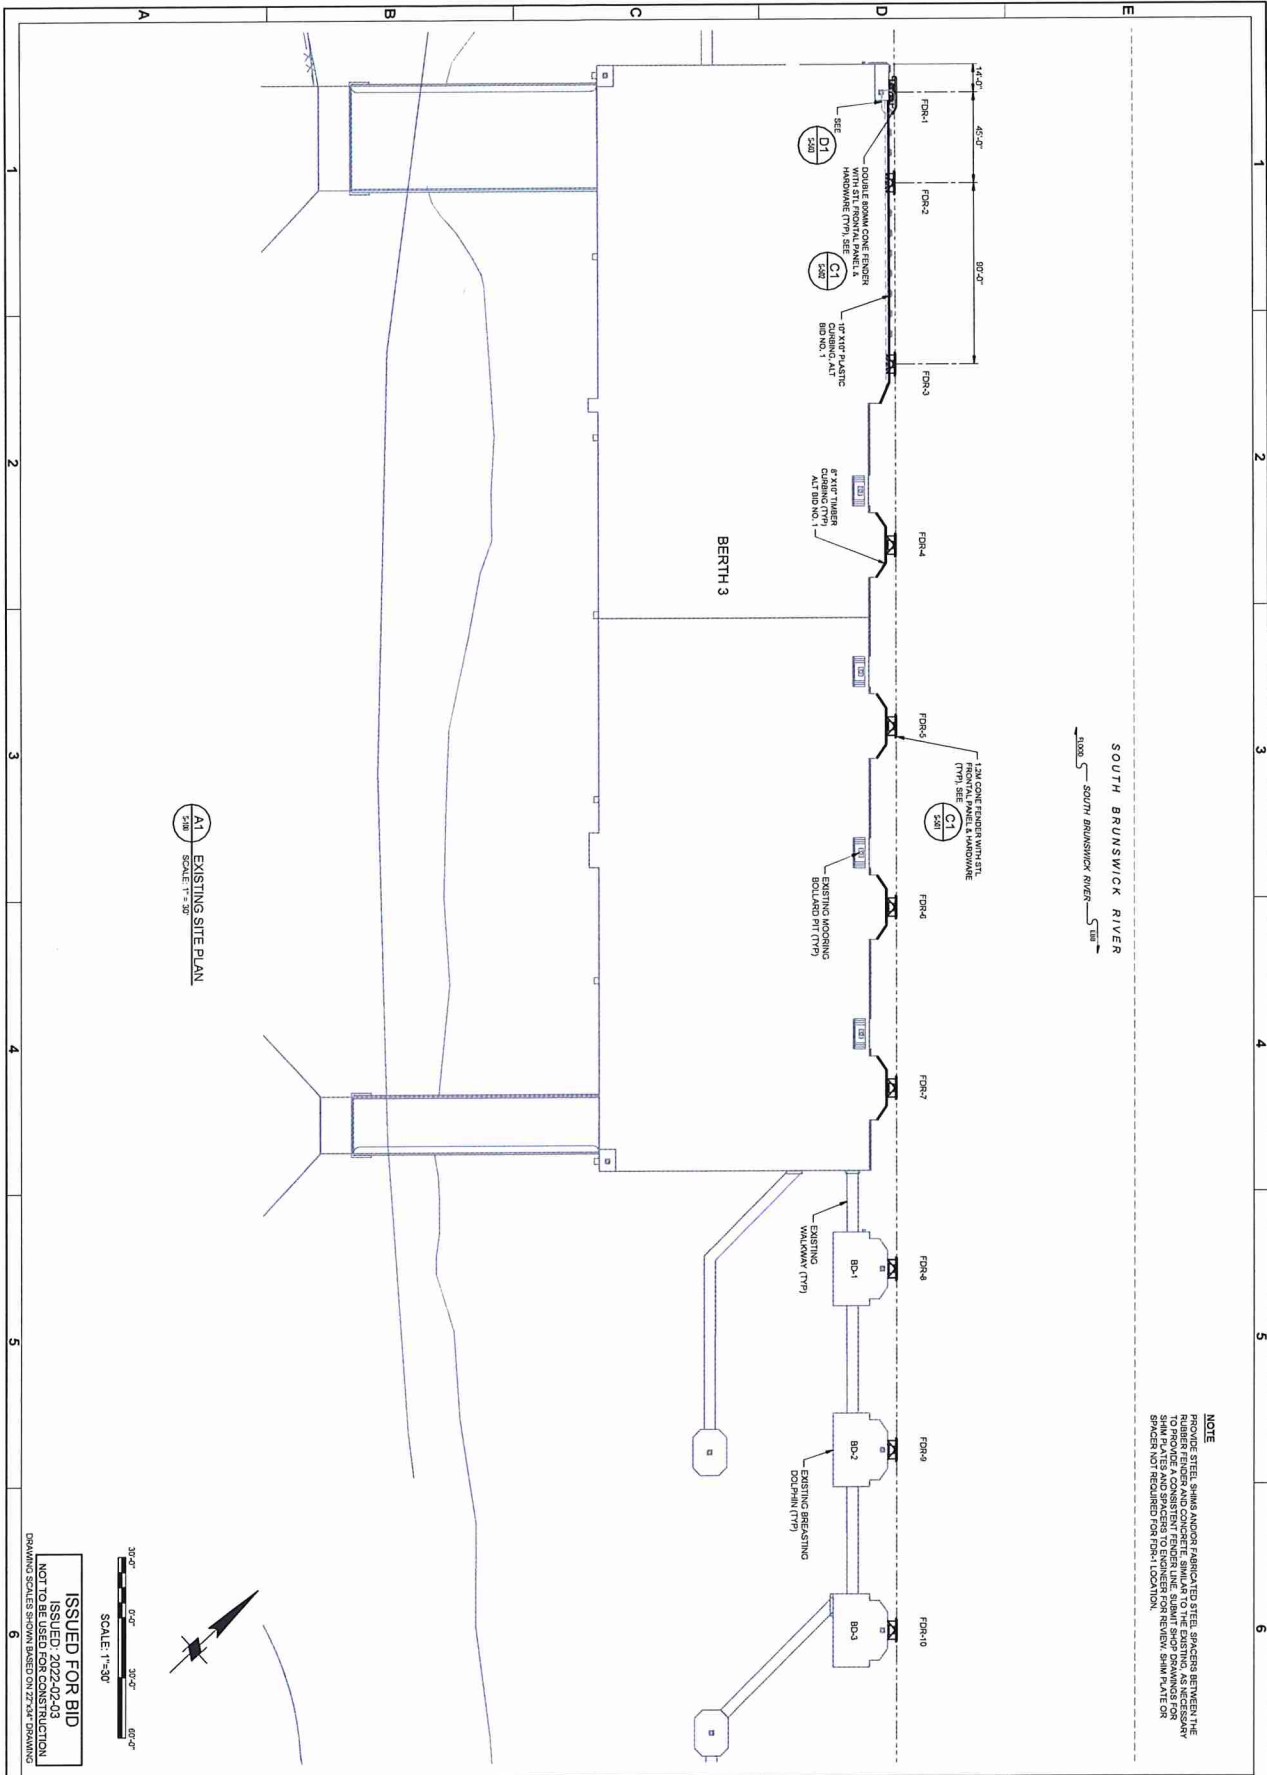 E
D
C
B
A
1
2
3
4
5
6
1
2
3
4
5
6
NOTE
PROVIDE STEEL SHIMS AND/OR FABRICATED STEEL SPACERS BETWEEN THE
RUBBER FENDER AND CONCRETE, SIMILAR TO THE EXISTING, AS NECESSARY
TO PROVIDE A CONSISTENT FENDER LINE. SUBMIT SHOP DRAWINGS FOR
SHIM PLATES AND SPACERS TO ENGINEER FOR REVIEW. SHIM PLATE OR
SPACER NOT REQUIRED FOR FDR-1 LOCATION.
SOUTH BRUNSWICK RIVER
FLOOD
SOUTH BRUNSWICK RIVER
EBB
14'-0"
45'-0"
90'-0"
FDR-1
FDR-2
FDR-3
FDR-4
FDR-5
FDR-6
FDR-7
FDR-8
FDR-9
FDR-10
1.2M CONE FENDER WITH STL
FRONTAL PANEL & HARDWARE
(TYP), SEE
C1
S-501
SEE
D1
S-503
DOUBLE 800MM CONE FENDER
WITH STL FRONTAL PANEL &
HARDWARE (TYP), SEE
C1
S-502
10" X10" PLASTIC
CURBING, ALT
BID NO. 1
8" X10" TIMBER
CURBING (TYP)
ALT BID NO. 1
EXISTING MOORING
BOLLARD PIT (TYP)
EXISTING
WALKWAY (TYP)
BD-1
BD-2
BD-3
EXISTING BREASTING
DOLPHIN (TYP)
BERTH 3
A1
S-100
EXISTING SITE PLAN
SCALE: 1" = 30'
30'-0"
0'-0"
30'-0"
60'-0"
SCALE: 1"=30'
ISSUED FOR BID
ISSUED: 2022-02-03
NOT TO BE USED FOR CONSTRUCTION
DRAWING SCALES SHOWN BASED ON 22"X34" DRAWING